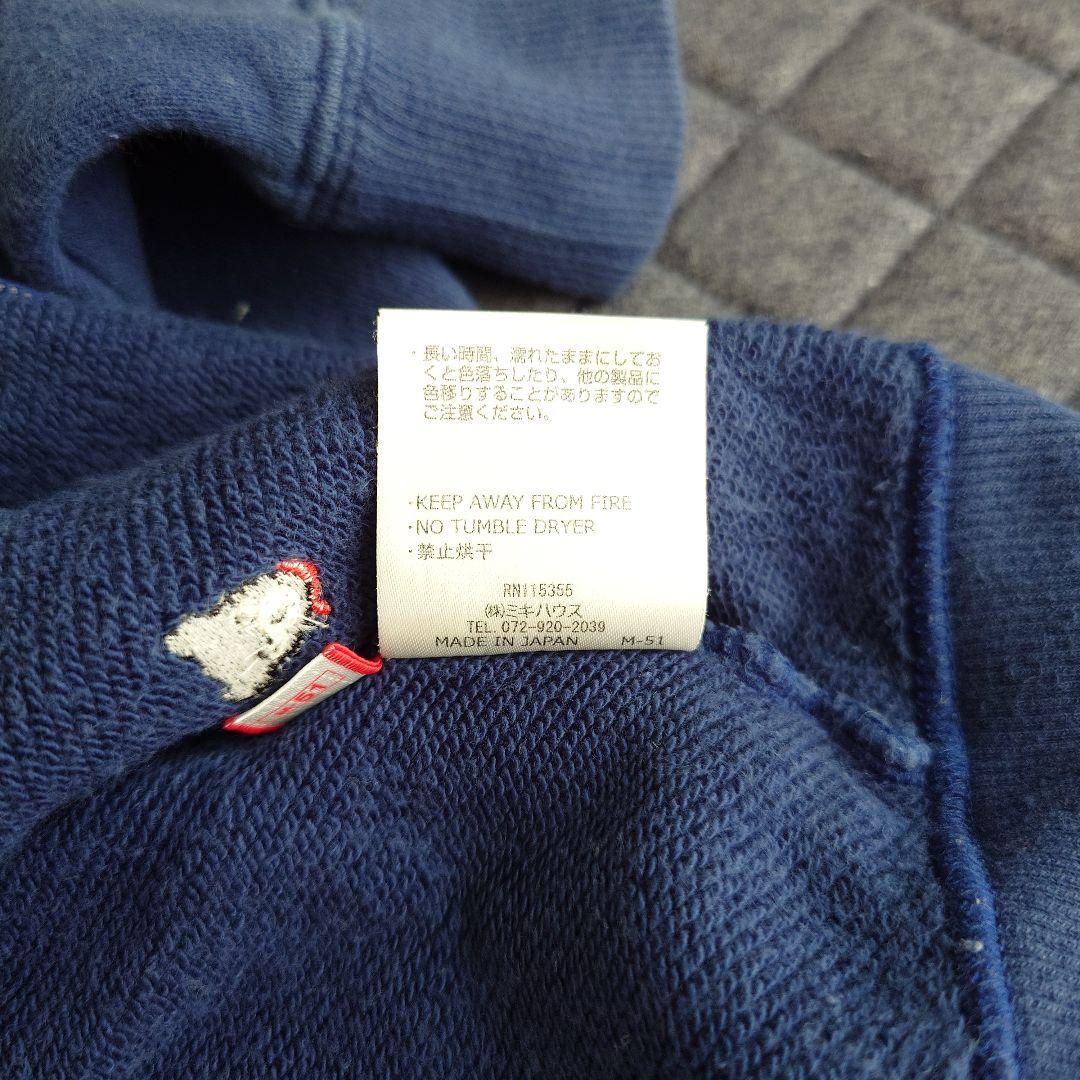 ・長い時間、濡れたままにしてお
くと色落ちしたり、他の製品に
色移りすることがありますので
ご注意ください。
・KEEP AWAY FROM FIRE
・NO TUMBLE DRYER
・禁止烘干
RN115355
㈱ミキハウス
TEL. 072-920-2039
MADE IN JAPAN M-51